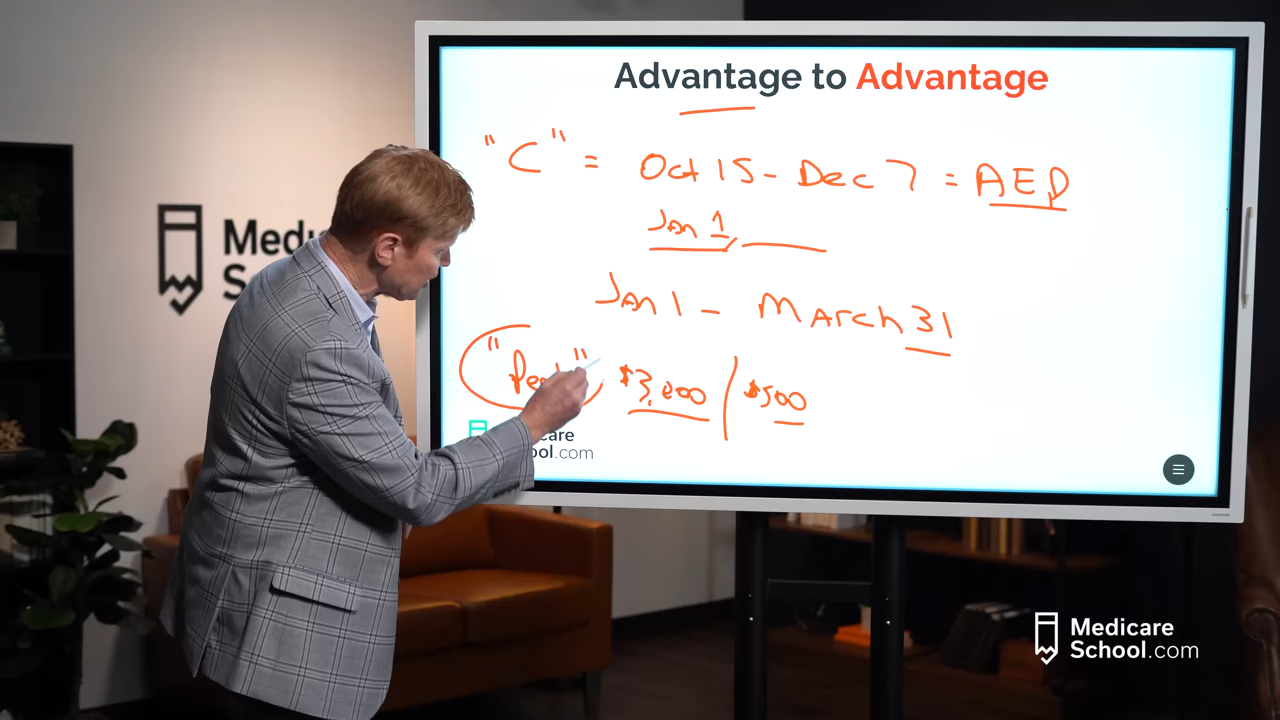 Advantage to Advantage
"C" = Oct 15 - Dec 7 = AEP
Jan 1
Jan 1 - March 31
$3,000 | $500
School
.com
Medicare
School.com